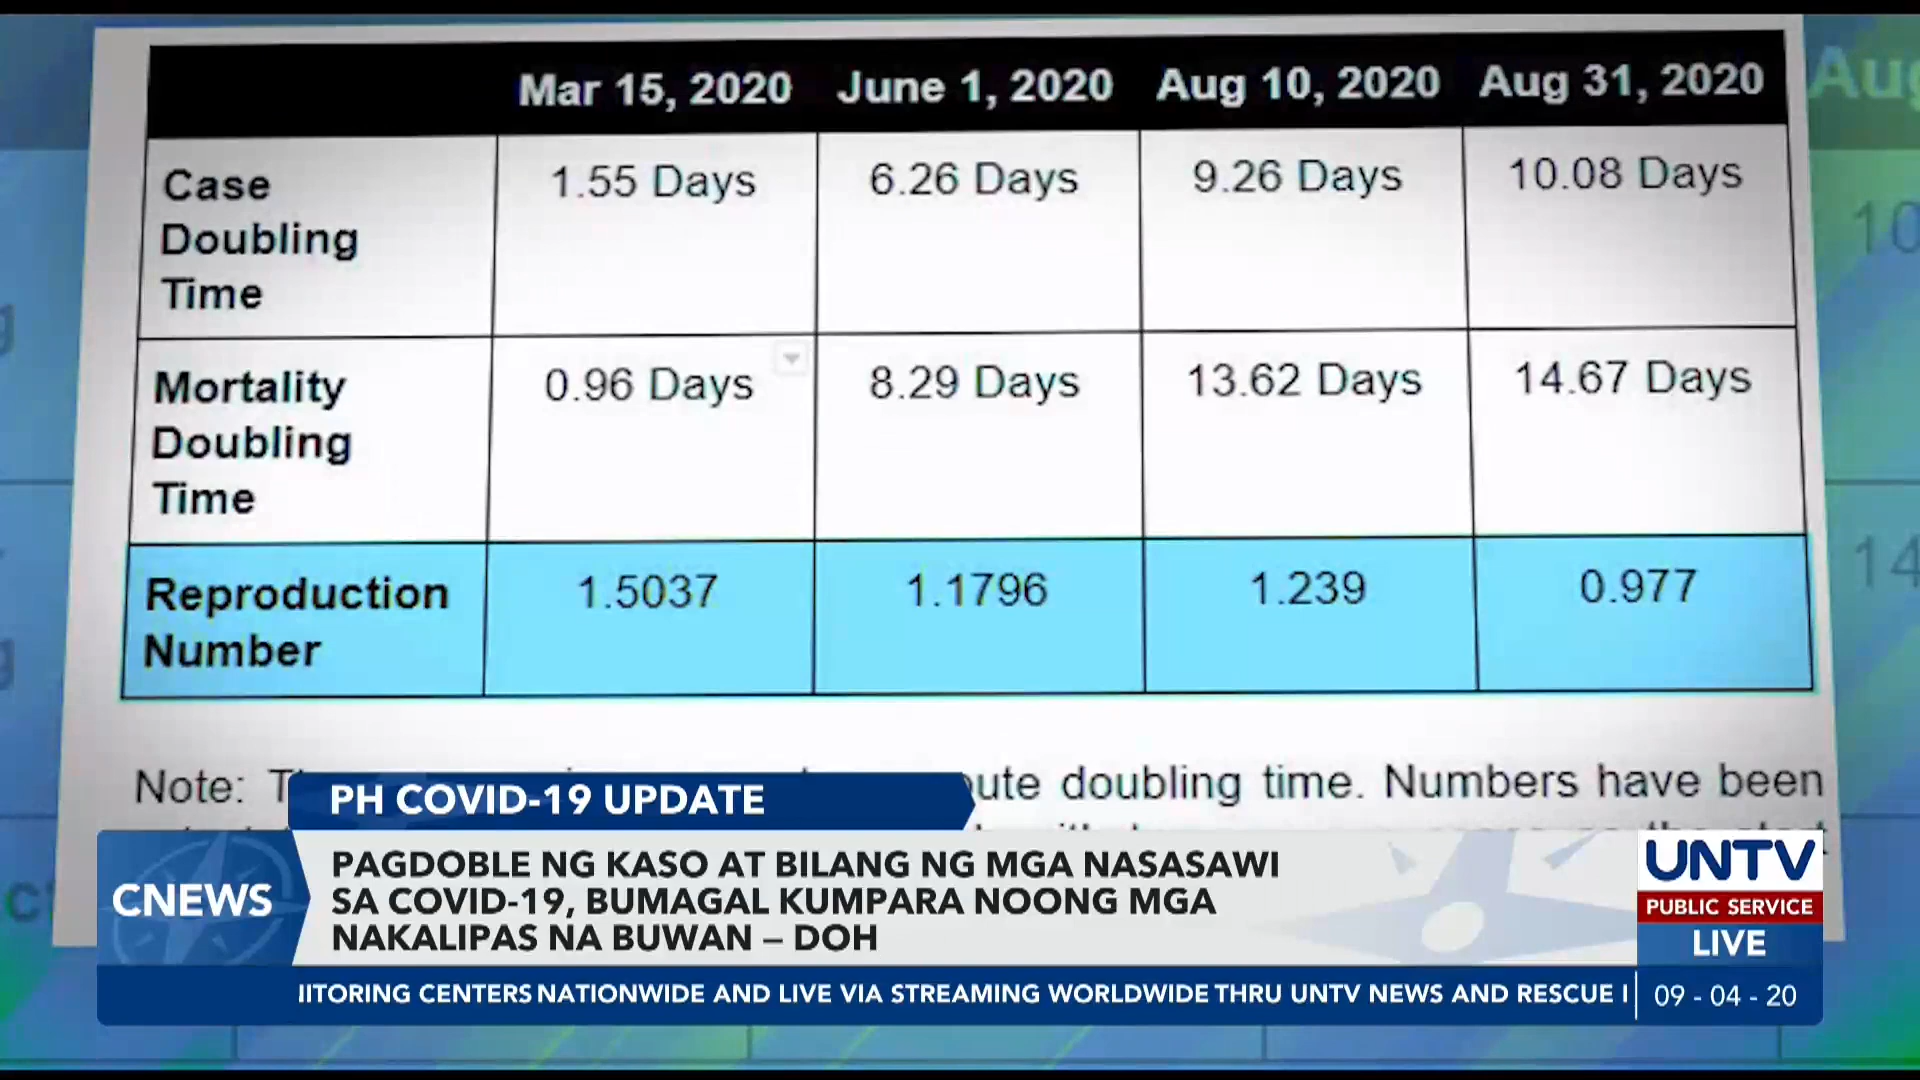 Mar 15, 2020 June 1, 2020 Aug 10, 2020 Aug 31, 2020
Case Doubling Time 1.55 Days 6.26 Days 9.26 Days 10.08 Days
Mortality Doubling Time 0.96 Days 8.29 Days 13.62 Days 14.67 Days
Reproduction Number 1.5037 1.1796 1.239 0.977
Note: doubling time. Numbers have been
PH COVID-19 UPDATE
CNEWS
PAGDOBLE NG KASO AT BILANG NG MGA NASASAWI
SA COVID-19, BUMAGAL KUMPARA NOONG MGA
NAKALIPAS NA BUWAN – DOH
UNTV
PUBLIC SERVICE
LIVE
CENTERS NATIONWIDE AND LIVE VIA STREAMING WORLDWIDE THRU UNTV NEWS AND RESCUE
09 - 04 - 20